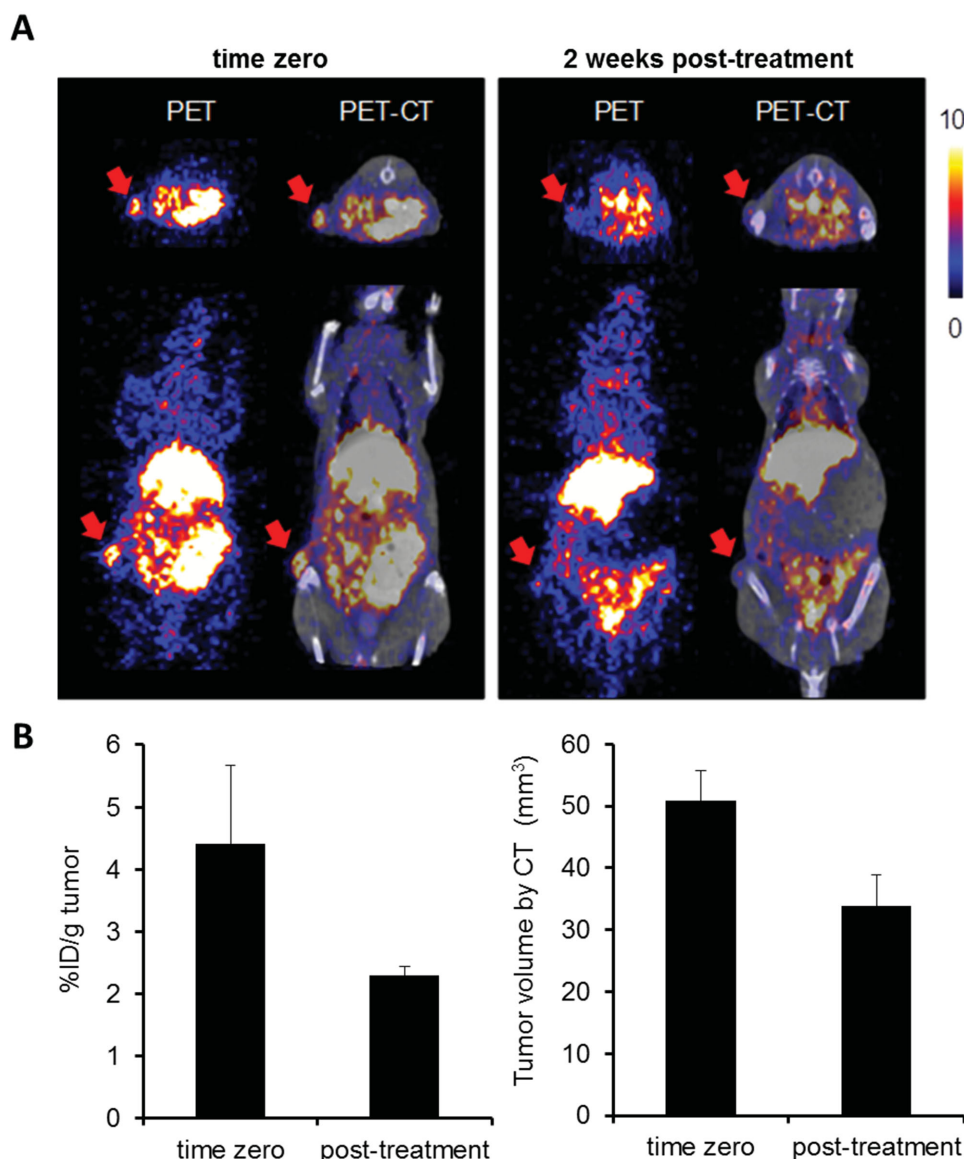 A
time zero
2 weeks post-treatment
PET
PET-CT
PET
PET-CT
10
0
B
%ID/g tumor
6
5
4
3
2
1
0
time zero
post-treatment
Tumor volume by CT (mm³)
60
50
40
30
20
10
0
time zero
post-treatment